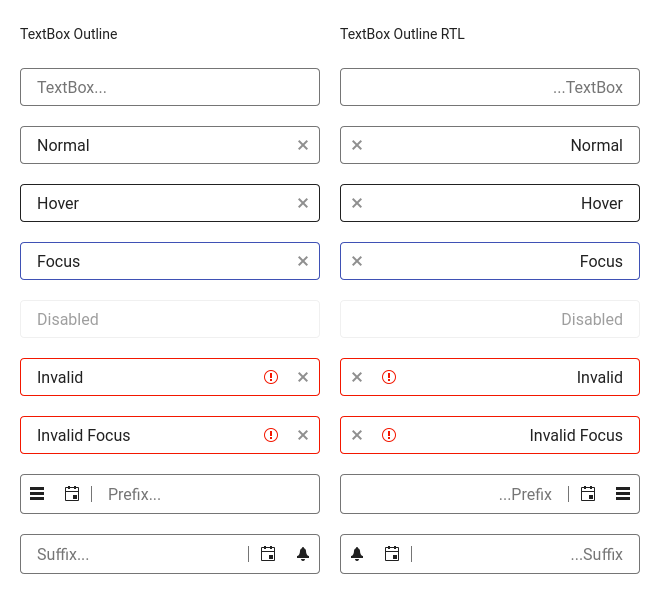 TextBox Outline
TextBox Outline RTL
TextBox...
...TextBox
Normal
Normal
Hover
Hover
Focus
Focus
Disabled
Disabled
Invalid
Invalid
Invalid Focus
Invalid Focus
Prefix...
...Prefix
Suffix...
...Suffix